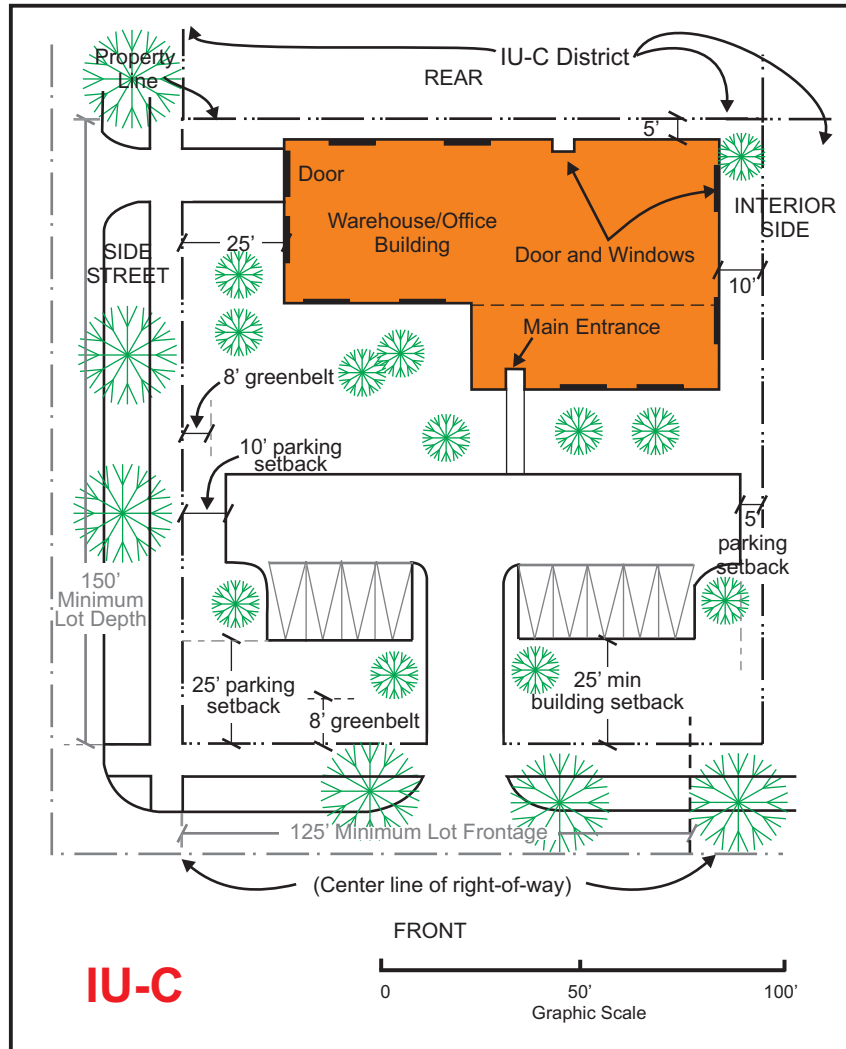 Property
Line
IU-C District
REAR
5’
Door
Warehouse/Office
Building
INTERIOR
SIDE
SIDE
STREET
25’
Door and Windows
10’
Main Entrance
8’ greenbelt
10’ parking
setback
5’
parking
setback
150’
Minimum
Lot Depth
25’ parking
setback
25’ min
building setback
8’ greenbelt
125’ Minimum Lot Frontage
(Center line of right-of-way)
FRONT
IU-C
0
50’
100’
Graphic Scale